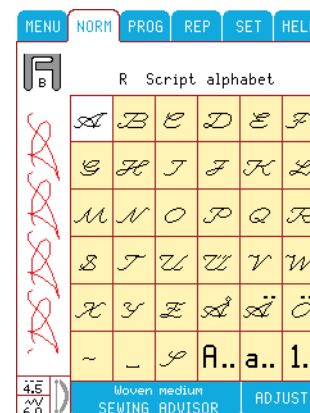 MENU NORM PROG REP SET HEL
B
R Script alphabet
A B C D E F
G H I J K L
M N O P Q R
S T U Ü V W
X Y Z Å Ä Ö
~ _ A.. a.. 1.
4.5 Woven medium
6.0 SEWING ADVISOR ADJUST